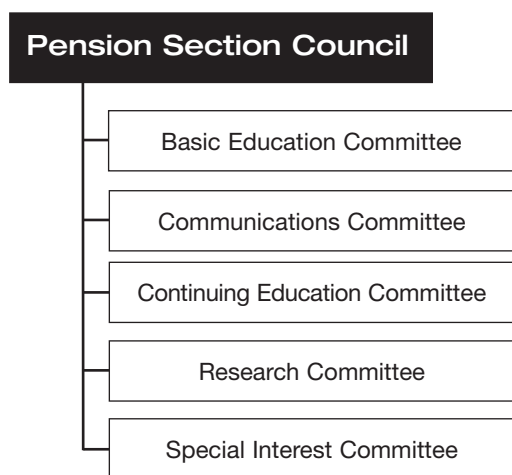 Pension Section Council
Basic Education Committee
Communications Committee
Continuing Education Committee
Research Committee
Special Interest Committee